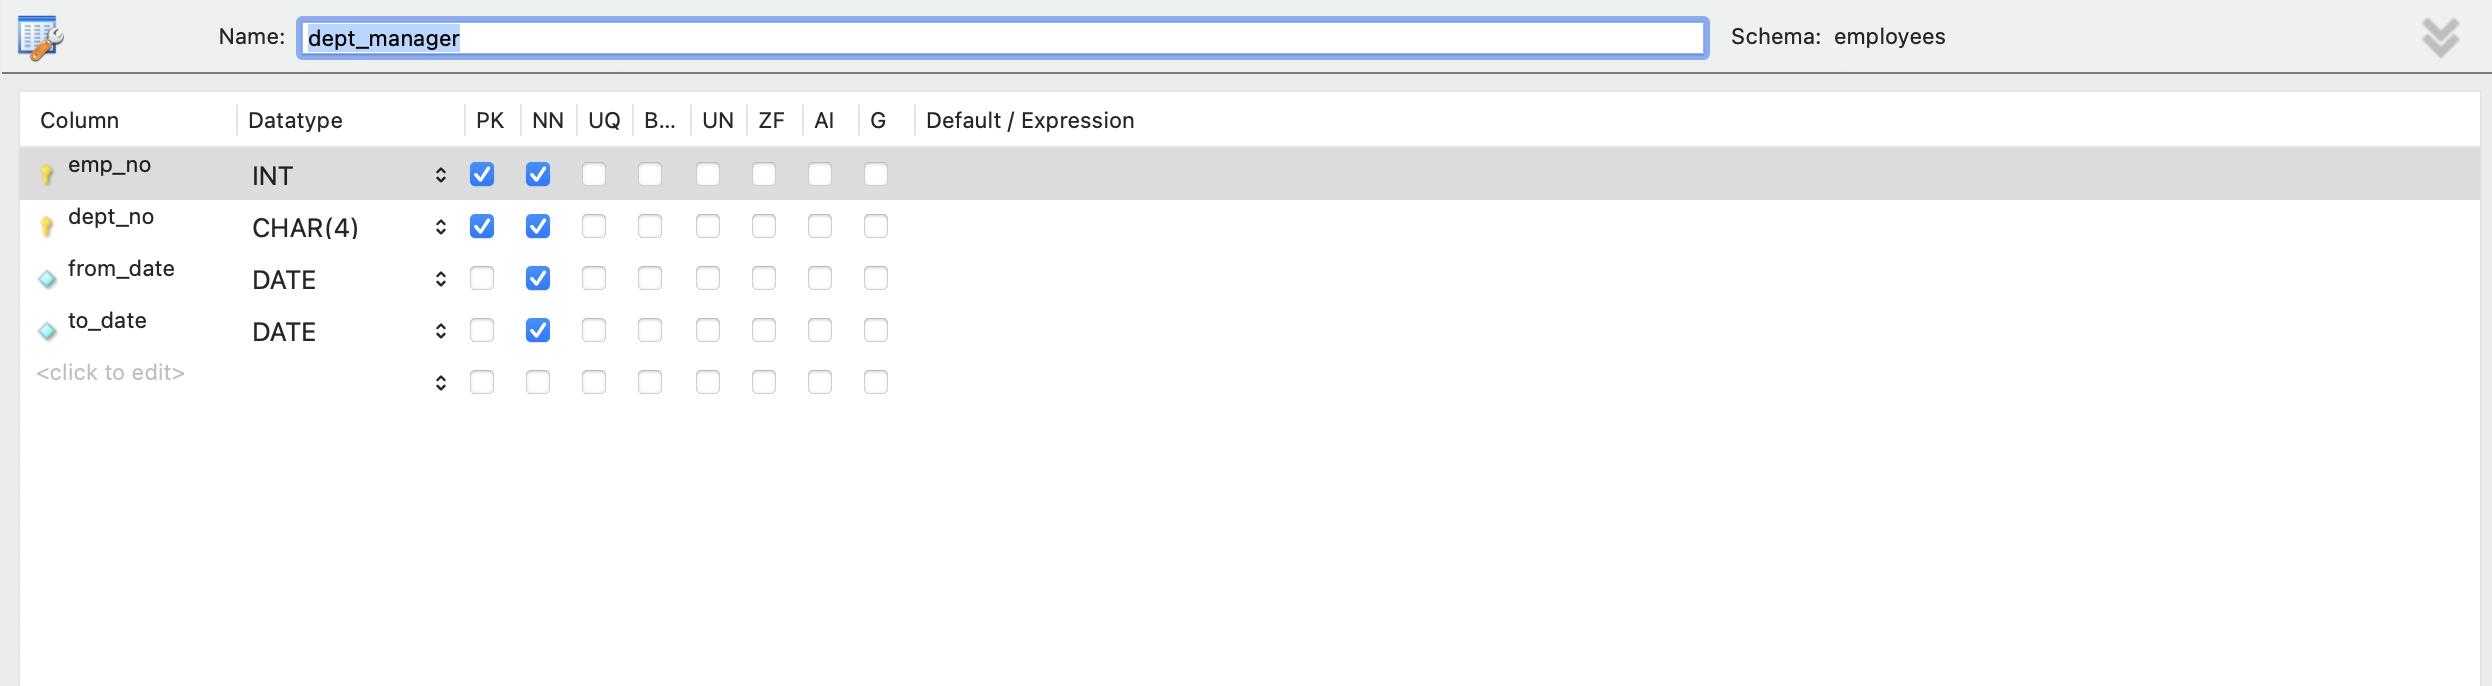 Name: dept_manager Schema: employees
Column Datatype PK NN UQ B... UN ZF AI G Default / Expression
emp_no INT
dept_no CHAR(4)
from_date DATE
to_date DATE
<click to edit>